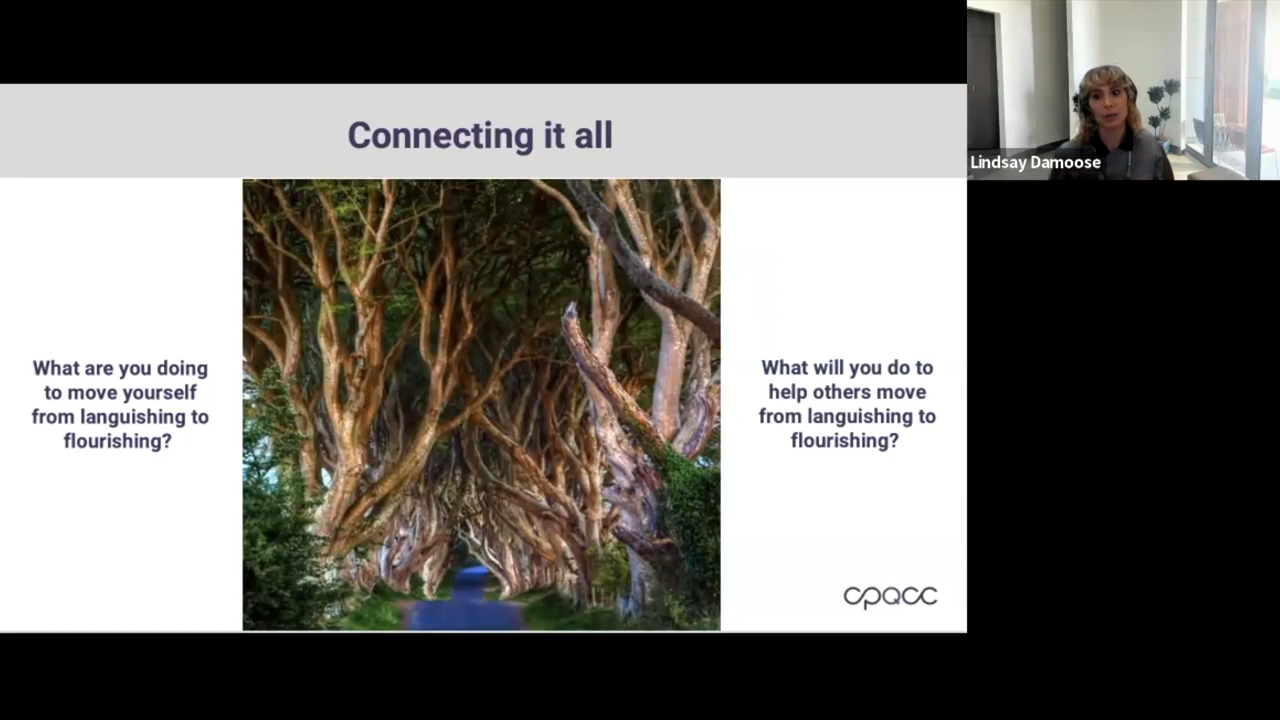 Connecting it all
Lindsay Damoose
What are you doing
to move yourself
from languishing to
flourishing?
What will you do to
help others move
from languishing to
flourishing?
cpqcc